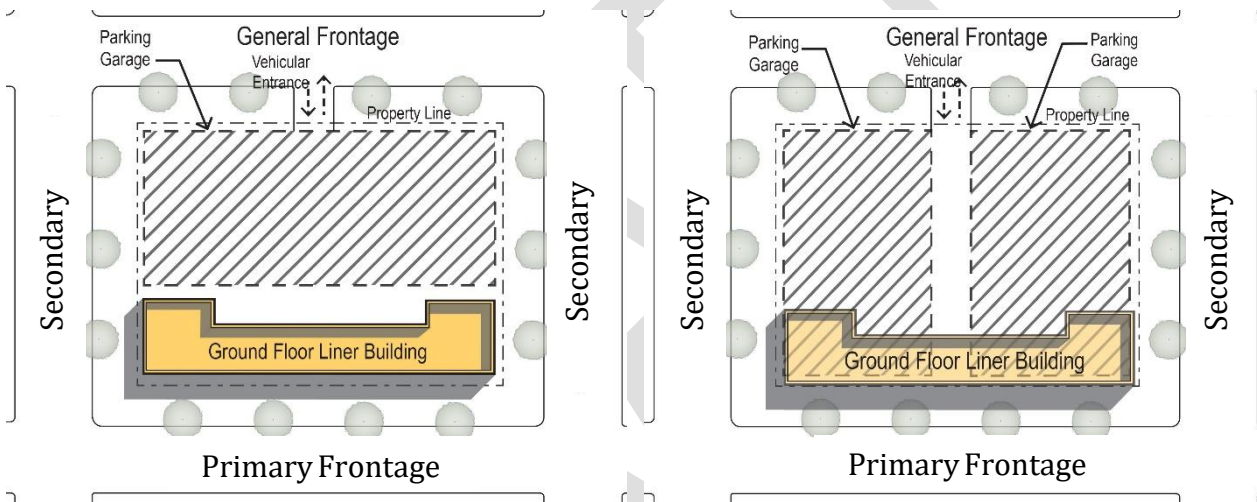 General Frontage
Parking
Garage
Vehicular
Entrance
Property Line
Secondary
Secondary
Ground Floor Liner Building
Primary Frontage
General Frontage
Parking
Garage
Vehicular
Entrance
Parking
Garage
Property Line
Secondary
Secondary
Ground Floor Liner Building
Primary Frontage